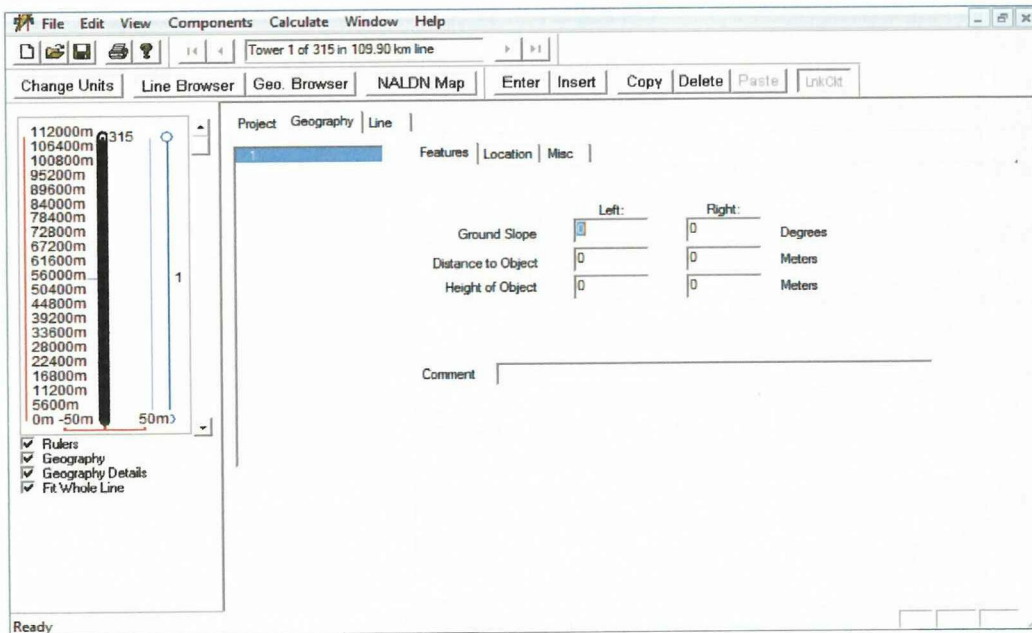 File Edit View Components Calculate Window Help
Tower 1 of 315 in 109.90 km line
Change Units Line Browser Geo. Browser NALDN Map Enter Insert Copy Delete Paste LnkCkt
Project Geography Line
1
Features Location Misc
112000m 315
106400m
100800m
95200m
89600m
84000m
78400m
72800m
67200m
61600m
56000m
50400m
44800m
39200m
33600m
28000m
22400m
16800m
11200m
5600m
0m -50m 50m
1
Left: Right:
Ground Slope 0 0 Degrees
Distance to Object 0 0 Meters
Height of Object 0 0 Meters
Comment
Rulers
Geography
Geography Details
Fit Whole Line
Ready